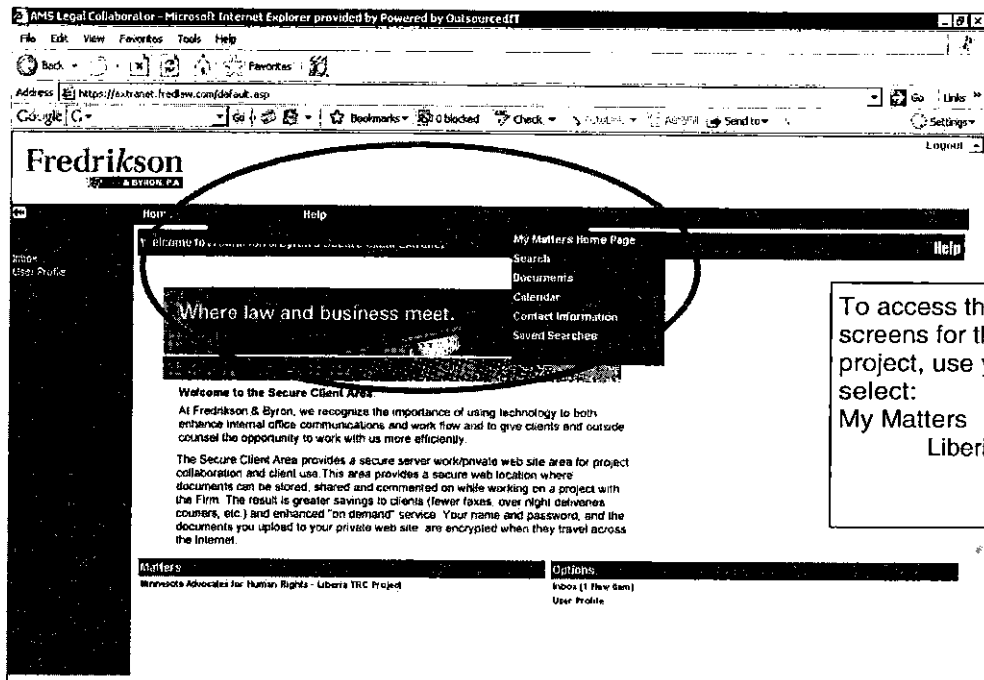 AMS Legal Collaborator - Microsoft Internet Explorer provided by Powered by OutsourcedIT
File Edit View Favorites Tools Help
Back Favorites
Address https://extranet.fredlaw.com/default.asp Go Links »
Google G Go Bookmarks 0 blocked Check Send to Settings
Logout
Fredrikson
& BYRON, P.A.
Home Help
Welcome to
Help
Inbox
User Profile
My Matters Home Page
Search
Documents
Calendar
Contact Information
Saved Searches
Where law and business meet.
To access th
screens for th
project, use y
select:
My Matters
Liberi
Welcome to the Secure Client Area
At Fredrikson & Byron, we recognize the importance of using technology to both
enhance internal office communications and work flow and to give clients and outside
counsel the opportunity to work with us more efficiently.
The Secure Client Area provides a secure server work/private web site area for project
collaboration and client use. This area provides a secure web location where
documents can be stored, shared and commented on while working on a project with
the Firm. The result is greater savings to clients (fewer faxes, over night deliveries
couriers, etc.) and enhanced "on demand" service. Your name and password, and the
documents you upload to your private web site are encrypted when they travel across
the Internet.
Matters Options
Minnesota Advocates for Human Rights - Liberia TRC Project Inbox (1 New Item)
User Profile